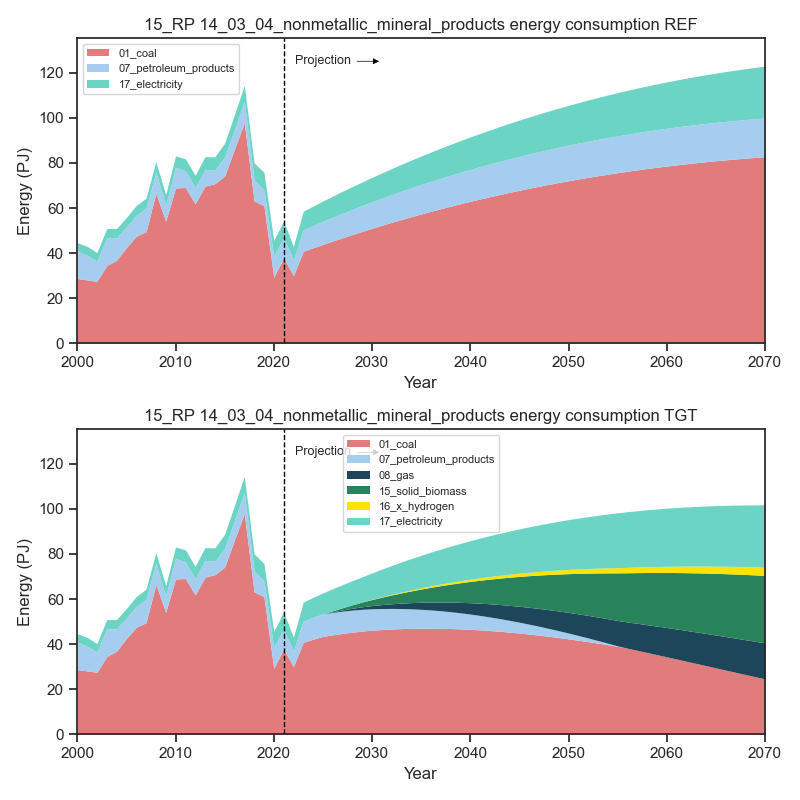 15_RP 14_03_04_nonmetallic_mineral_products energy consumption REF
01_coal
07_petroleum_products
17_electricity
Projection
Energy (PJ)
120
100
80
60
40
20
0
2000 2010 2020 2030 2040 2050 2060 2070
Year
15_RP 14_03_04_nonmetallic_mineral_products energy consumption TGT
Projection
01_coal
07_petroleum_products
08_gas
15_solid_biomass
16_x_hydrogen
17_electricity
Energy (PJ)
120
100
80
60
40
20
0
2000 2010 2020 2030 2040 2050 2060 2070
Year